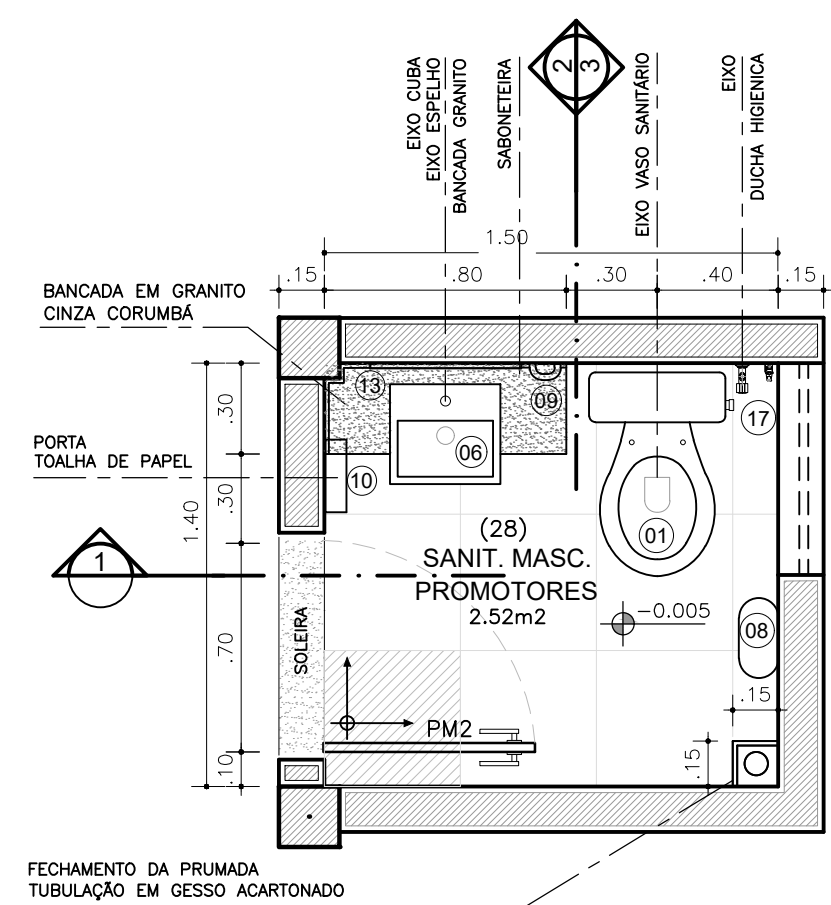 EIXO CUBA
EIXO ESPELHO
BANCADA GRANITO
SABONETEIRA
2
3
EIXO VASO SANITÁRIO
EIXO
DUCHA HIGIENICA
1.50
.15
.80
.30
.40
.15
BANCADA EM GRANITO
CINZA CORUMBÁ
.30
13
09
17
PORTA
TOALHA DE PAPEL
06
10
.30
1.40
01
(28)
SANIT. MASC.
PROMOTORES
2.52m2
1
-0.005
08
.70
SOLEIRA
.15
PM2
.15
.10
FECHAMENTO DA PRUMADA
TUBULAÇÃO EM GESSO ACARTONADO